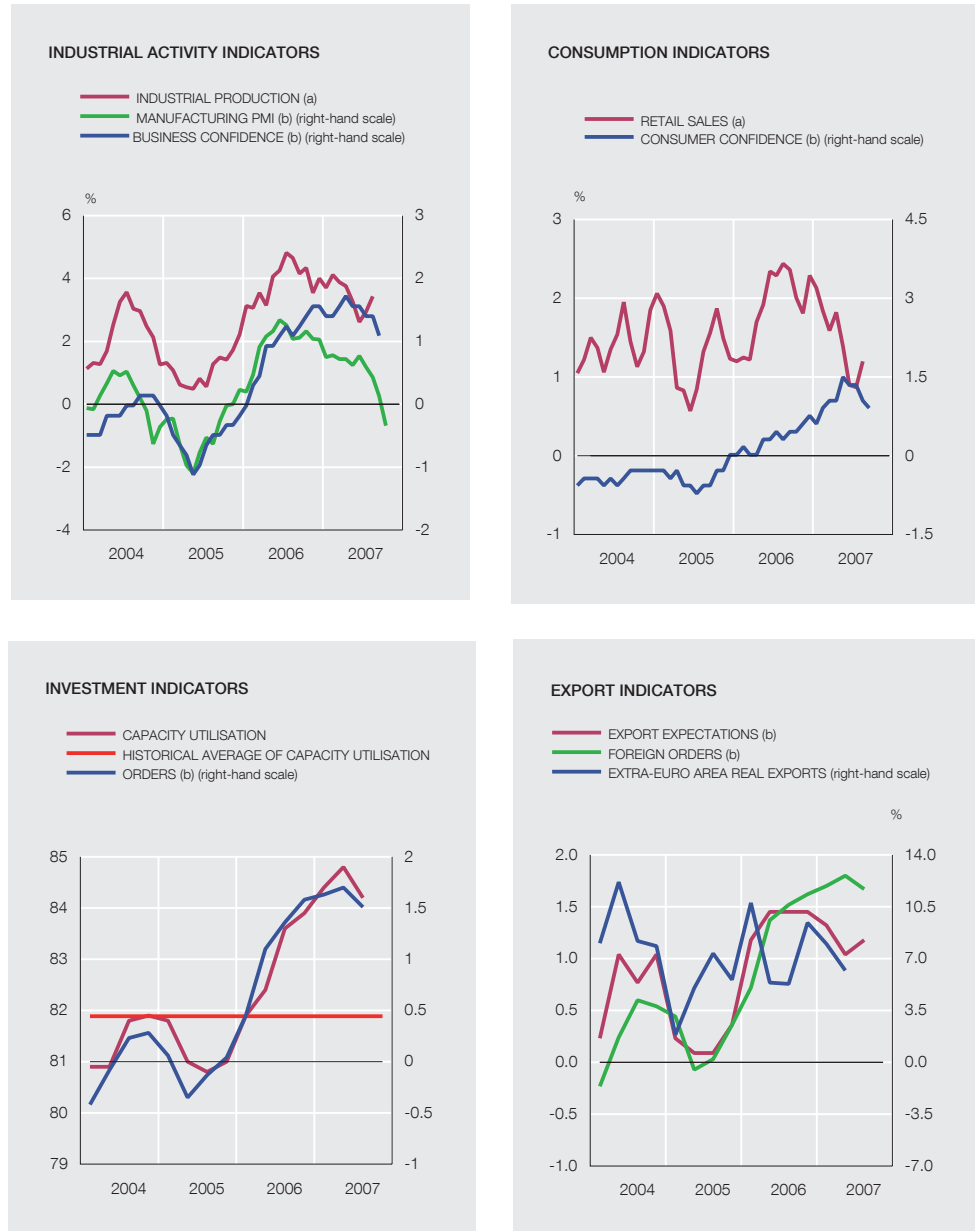 INDUSTRIAL ACTIVITY INDICATORS
INDUSTRIAL PRODUCTION (a)
MANUFACTURING PMI (b) (right-hand scale)
BUSINESS CONFIDENCE (b) (right-hand scale)
%
6
4
2
0
-2
-4
3
2
1
0
-1
-2
2004 2005 2006 2007
CONSUMPTION INDICATORS
RETAIL SALES (a)
CONSUMER CONFIDENCE (b) (right-hand scale)
%
3
2
1
0
-1
4.5
3
1.5
0
-1.5
2004 2005 2006 2007
INVESTMENT INDICATORS
CAPACITY UTILISATION
HISTORICAL AVERAGE OF CAPACITY UTILISATION
ORDERS (b) (right-hand scale)
85
84
83
82
81
80
79
2
1.5
1
0.5
0
-0.5
-1
2004 2005 2006 2007
EXPORT INDICATORS
EXPORT EXPECTATIONS (b)
FOREIGN ORDERS (b)
EXTRA-EURO AREA REAL EXPORTS (right-hand scale)
%
2.0
1.5
1.0
0.5
0.0
-0.5
-1.0
14.0
10.5
7.0
3.5
0.0
-3.5
-7.0
2004 2005 2006 2007